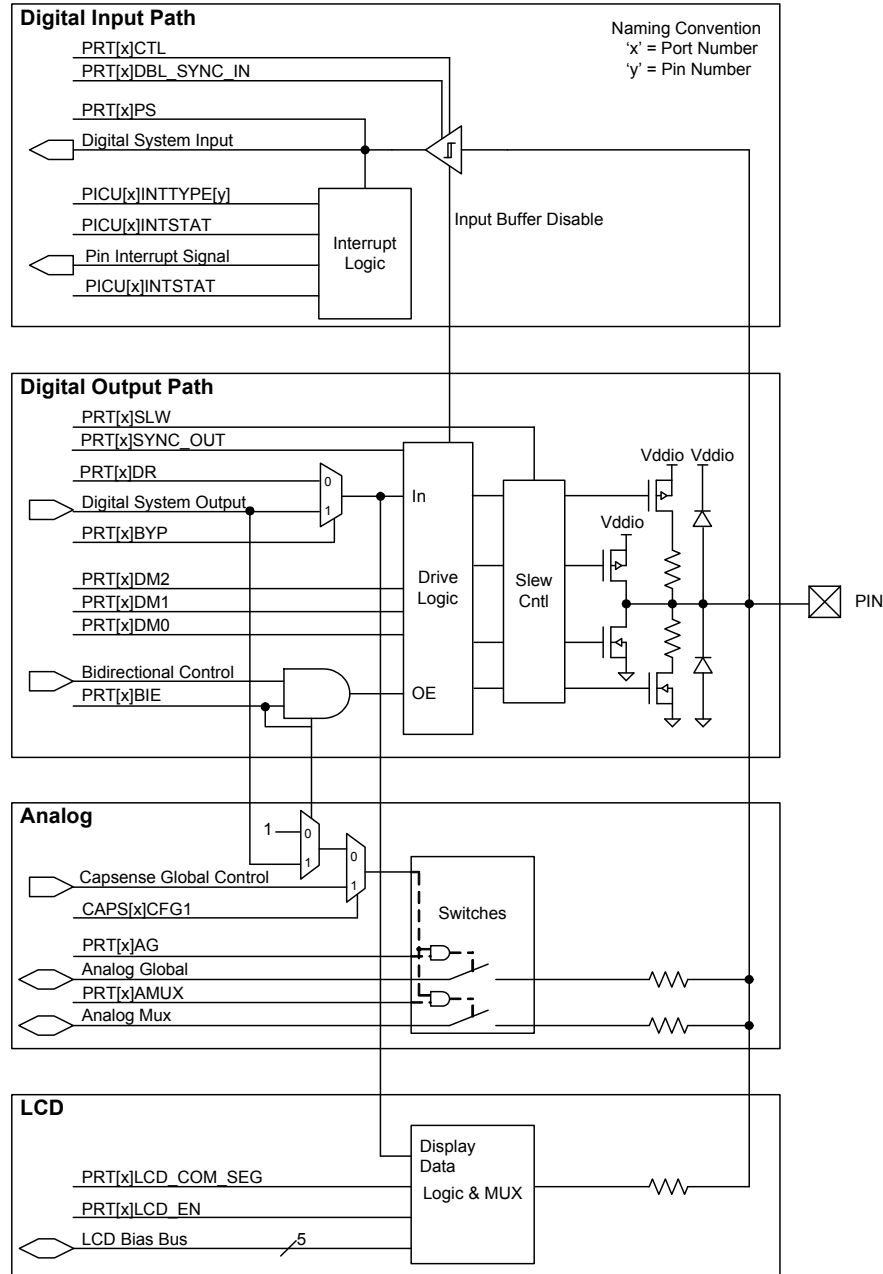 Digital Input Path
Naming Convention
‘x’ = Port Number
‘y’ = Pin Number
PRT[x]CTL
PRT[x]DBL_SYNC_IN
PRT[x]PS
Digital System Input
PICU[x]INTTYPE[y]
PICU[x]INTSTAT
Pin Interrupt Signal
PICU[x]INTSTAT
Interrupt
Logic
Input Buffer Disable
Digital Output Path
PRT[x]SLW
PRT[x]SYNC_OUT
PRT[x]DR
Digital System Output
PRT[x]BYP
0
1
PRT[x]DM2
PRT[x]DM1
PRT[x]DM0
Bidirectional Control
PRT[x]BIE
In
Drive
Logic
OE
Slew
Cntl
Vddio
Vddio
Vddio
PIN
Analog
1
0
1
0
1
Capsense Global Control
CAPS[x]CFG1
Switches
PRT[x]AG
Analog Global
PRT[x]AMUX
Analog Mux
LCD
Display
Data
Logic & MUX
PRT[x]LCD_COM_SEG
PRT[x]LCD_EN
LCD Bias Bus
5